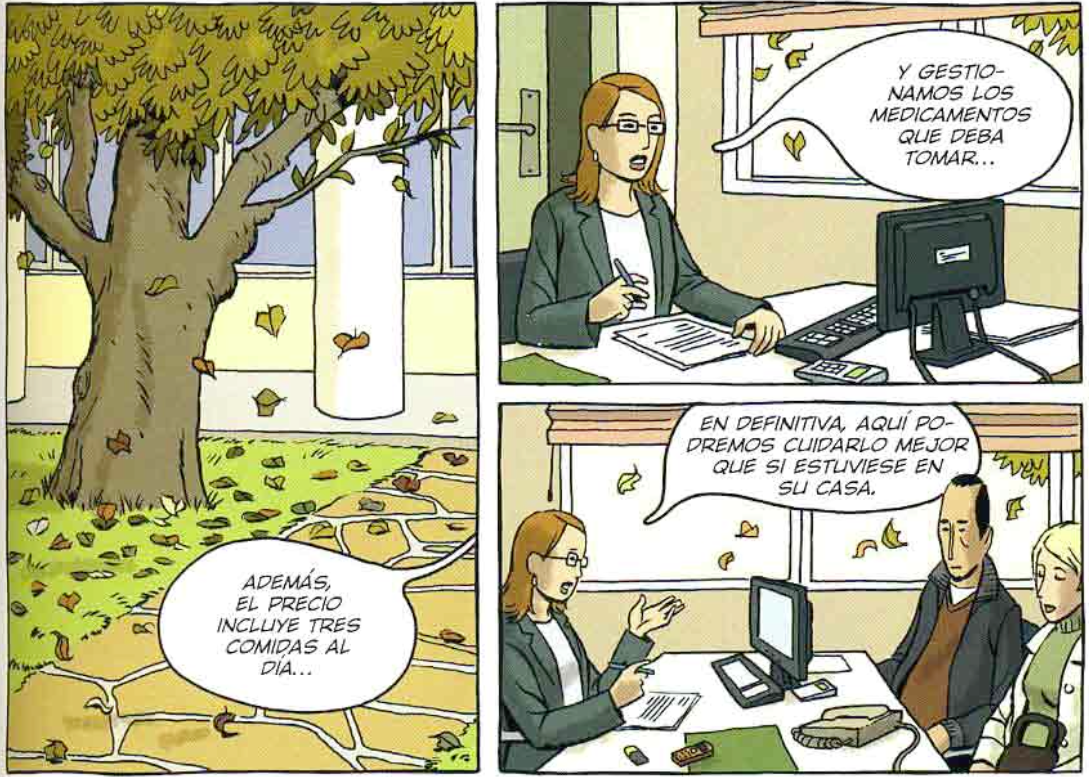 ADEMÁS,
EL PRECIO
INCLUYE TRES
COMIDAS AL
DÍA...
Y GESTIO-
NAMOS LOS
MEDICAMENTOS
QUE DEBA
TOMAR...
EN DEFINITIVA, AQUÍ PO-
DREMOS CUIDARLO MEJOR
QUE SI ESTUVIESE EN
SU CASA.